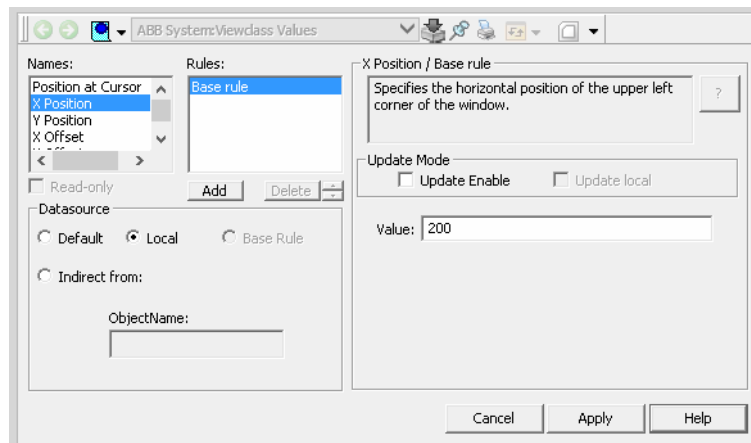 ABB System:Viewclass Values
Names:
Position at Cursor
X Position
Y Position
X Offset
Read-only
Rules:
Base rule
Add
Delete
Datasource
Default
Local
Base Rule
Indirect from:
ObjectName:
X Position / Base rule
Specifies the horizontal position of the upper left
corner of the window.
?
Update Mode
Update Enable
Update local
Value: 200
Cancel
Apply
Help